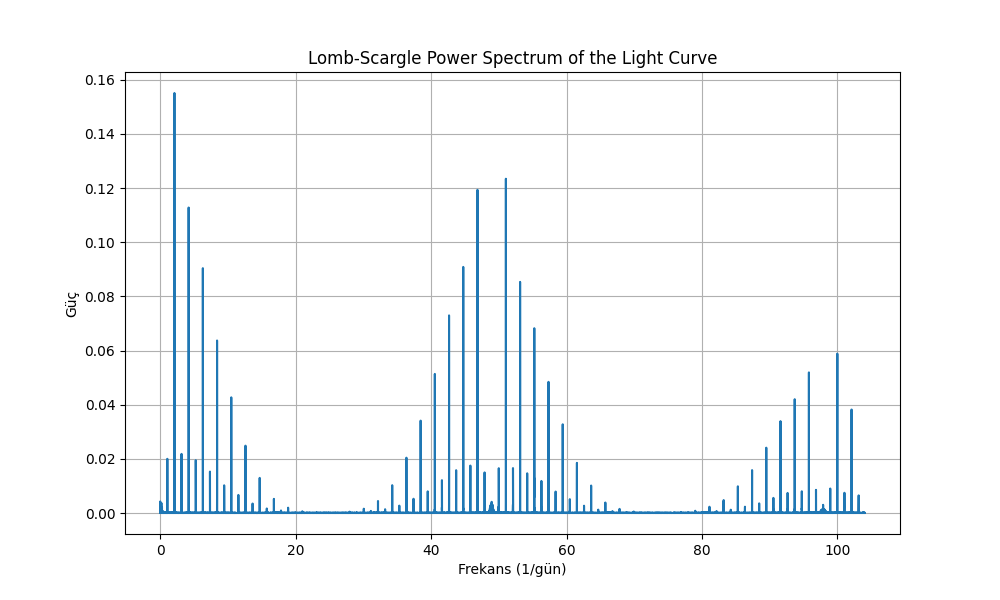 Lomb-Scargle Power Spectrum of the Light Curve
0.16
0.14
0.12
0.10
0.08
0.06
0.04
0.02
0.00
Güç
0 20 40 60 80 100
Frekans (1/gün)